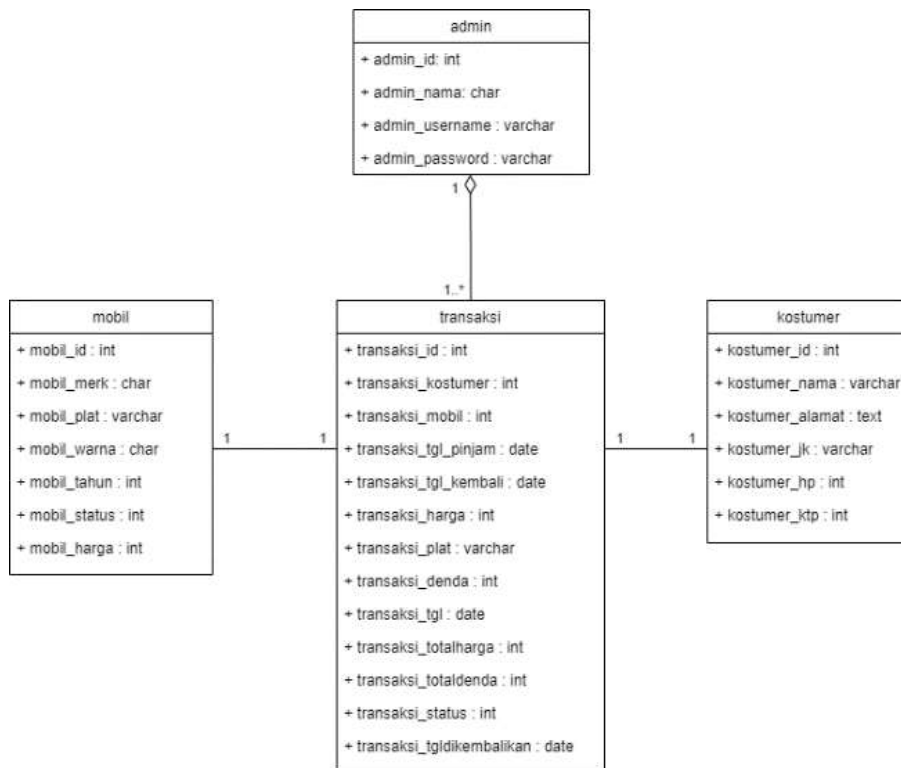 admin
+ admin_id: int
+ admin_nama: char
+ admin_username : varchar
+ admin_password : varchar
1
1..*
mobil
+ mobil_id : int
+ mobil_merk : char
+ mobil_plat : varchar
+ mobil_warna : char
+ mobil_tahun : int
+ mobil_status : int
+ mobil_harga : int
1
1
transaksi
+ transaksi_id : int
+ transaksi_kostumer : int
+ transaksi_mobil : int
+ transaksi_tgl_pinjam : date
+ transaksi_tgl_kembali : date
+ transaksi_harga : int
+ transaksi_plat : varchar
+ transaksi_denda : int
+ transaksi_tgl : date
+ transaksi_totalharga : int
+ transaksi_totaldenda : int
+ transaksi_status : int
+ transaksi_tgldikembalikan : date
1
1
kostumer
+ kostumer_id : int
+ kostumer_nama : varchar
+ kostumer_alamat : text
+ kostumer_jk : varchar
+ kostumer_hp : int
+ kostumer_ktp : int